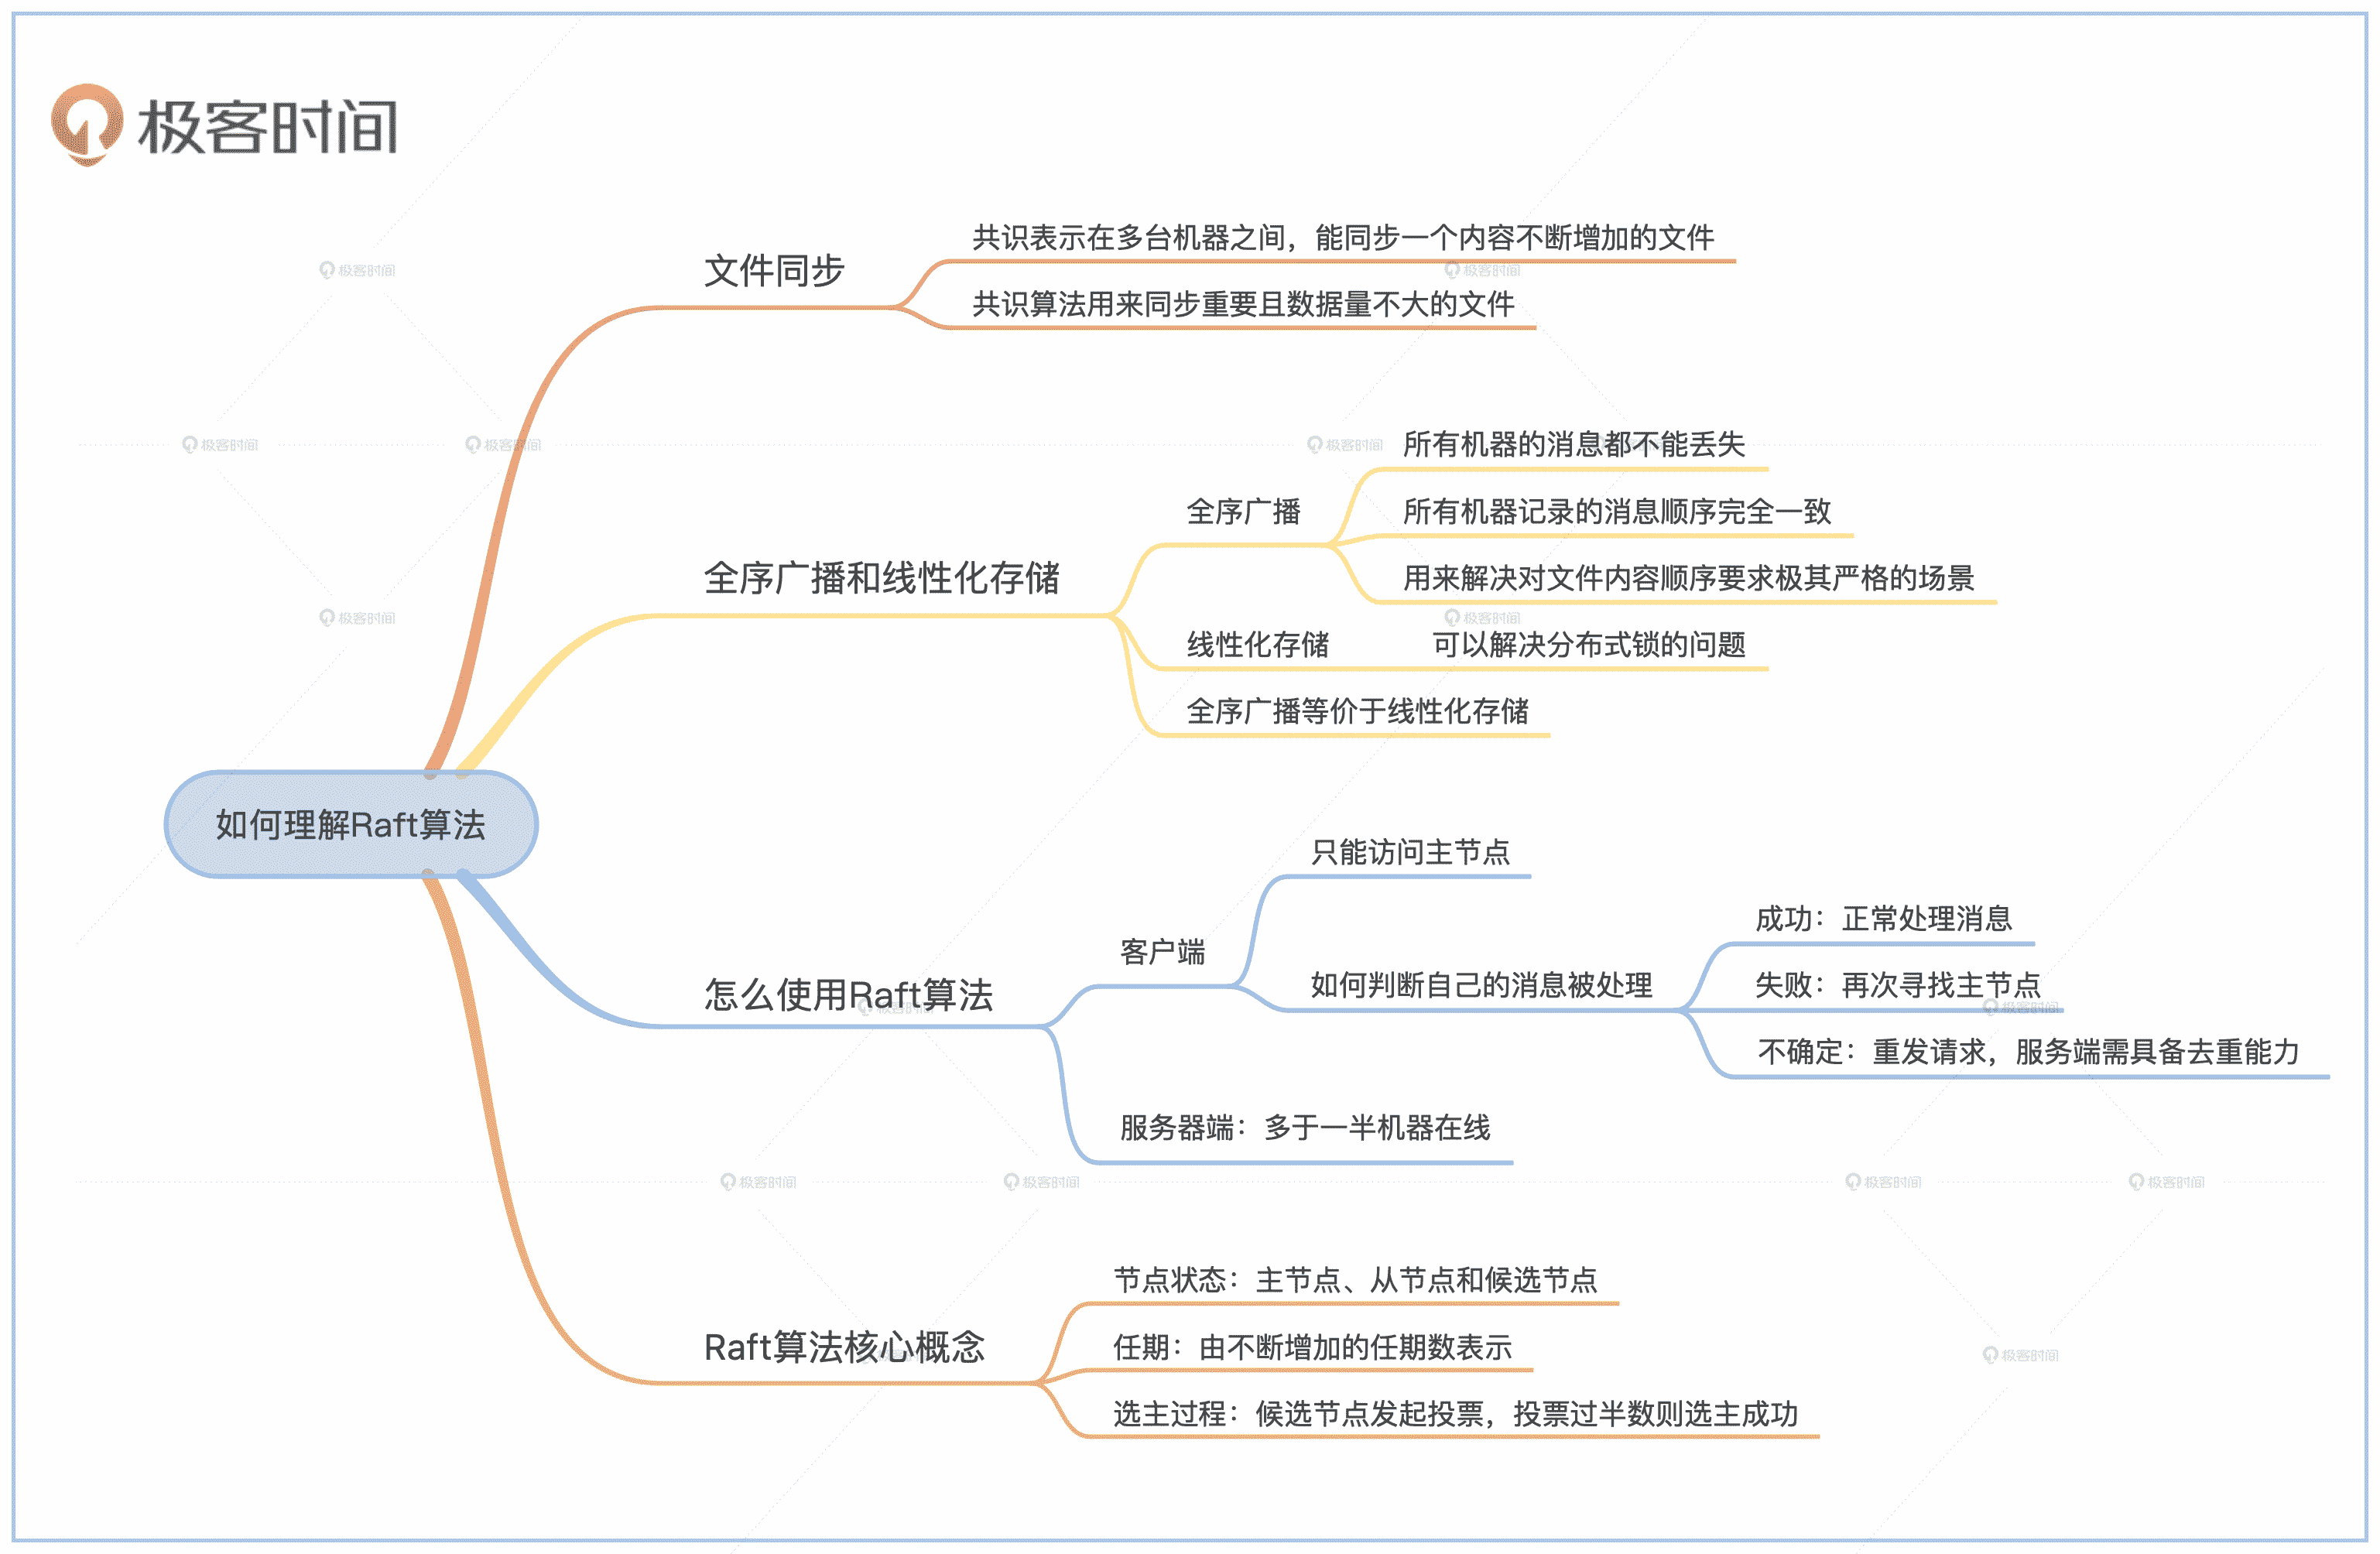 极客时间
文件同步
共识表示在多台机器之间，能同步一个内容不断增加的文件
共识算法用来同步重要且数据量不大的文件
全序广播和线性化存储
全序广播
所有机器的消息都不能丢失
所有机器记录的消息顺序完全一致
用来解决对文件内容顺序要求极其严格的场景
线性化存储
可以解决分布式锁的问题
全序广播等价于线性化存储
如何理解Raft算法
怎么使用Raft算法
客户端
只能访问主节点
如何判断自己的消息被处理
成功：正常处理消息
失败：再次寻找主节点
不确定：重发请求，服务端需具备去重能力
服务器端：多于一半机器在线
Raft算法核心概念
节点状态：主节点、从节点和候选节点
任期：由不断增加的任期数表示
选主过程：候选节点发起投票，投票过半数则选主成功